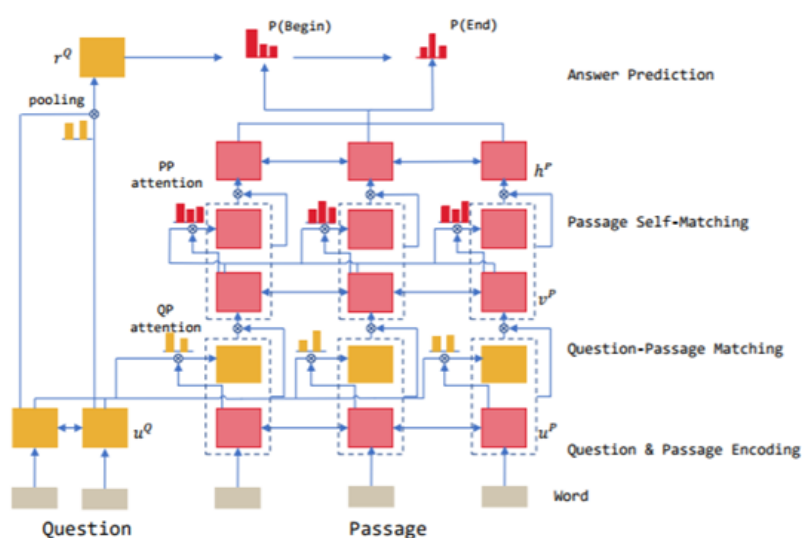 P(Begin)
P(End)
r^Q
Answer Prediction
pooling
PP
attention
h^P
Passage Self-Matching
v^P
QP
attention
Question-Passage Matching
u^Q
u^P
Question & Passage Encoding
Word
Question
Passage